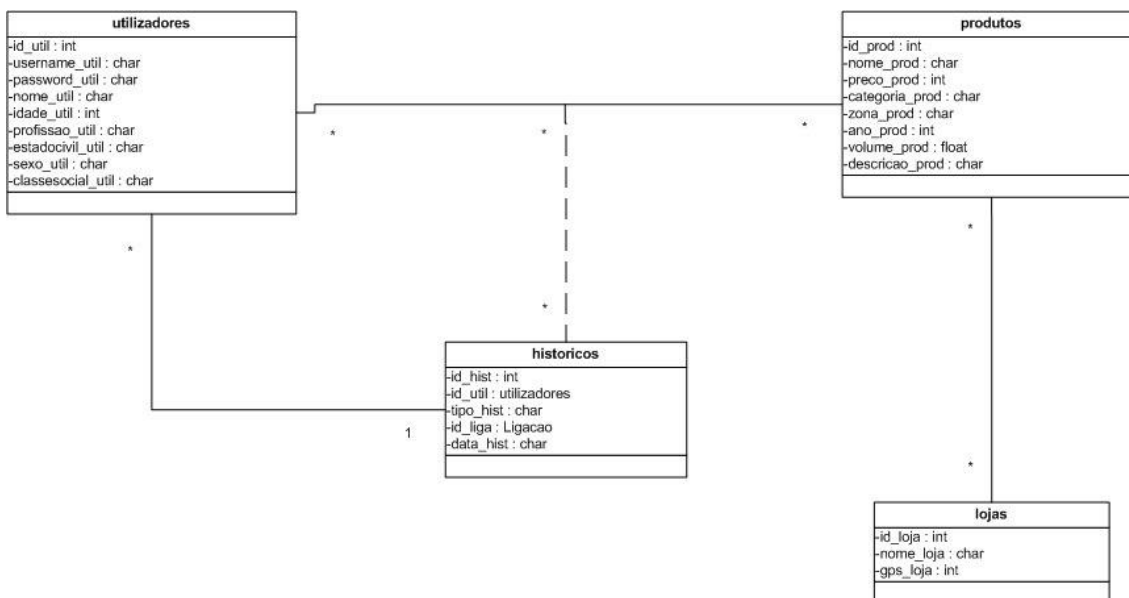 utilizadores
-id_util : int
-username_util : char
-password_util : char
-nome_util : char
-idade_util : int
-profissao_util : char
-estadocivil_util : char
-sexo_util : char
-classesocial_util : char
produtos
-id_prod : int
-nome_prod : char
-preco_prod : int
-categoria_prod : char
-zona_prod : char
-ano_prod : int
-volume_prod : float
-descricao_prod : char
* * *
* *
*
historicos
-id_hist : int
-id_util : utilizadores
-tipo_hist : char
-id_liga : Ligacao
-data_hist : char
1
*
lojas
-id_loja : int
-nome_loja : char
-gps_loja : int